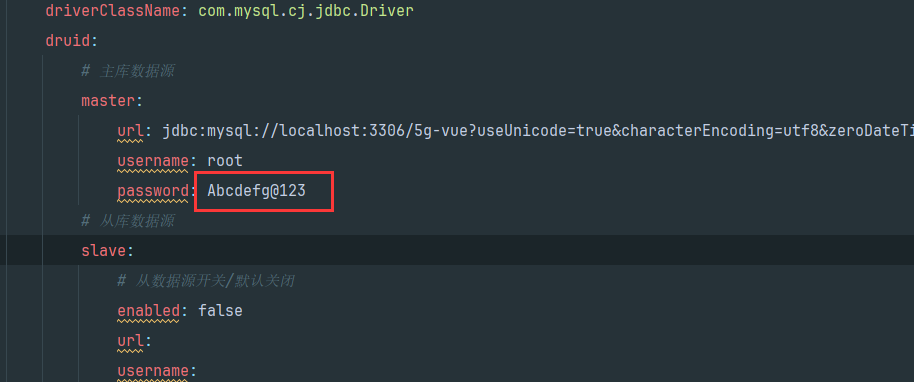 driverClassName: com.mysql.cj.jdbc.Driver
druid:
# 主库数据源
master:
url: jdbc:mysql://localhost:3306/5g-vue?useUnicode=true&characterEncoding=utf8&zeroDateTi
username: root
password: Abcdefg@123
# 从库数据源
slave:
# 从数据源开关/默认关闭
enabled: false
url:
username: